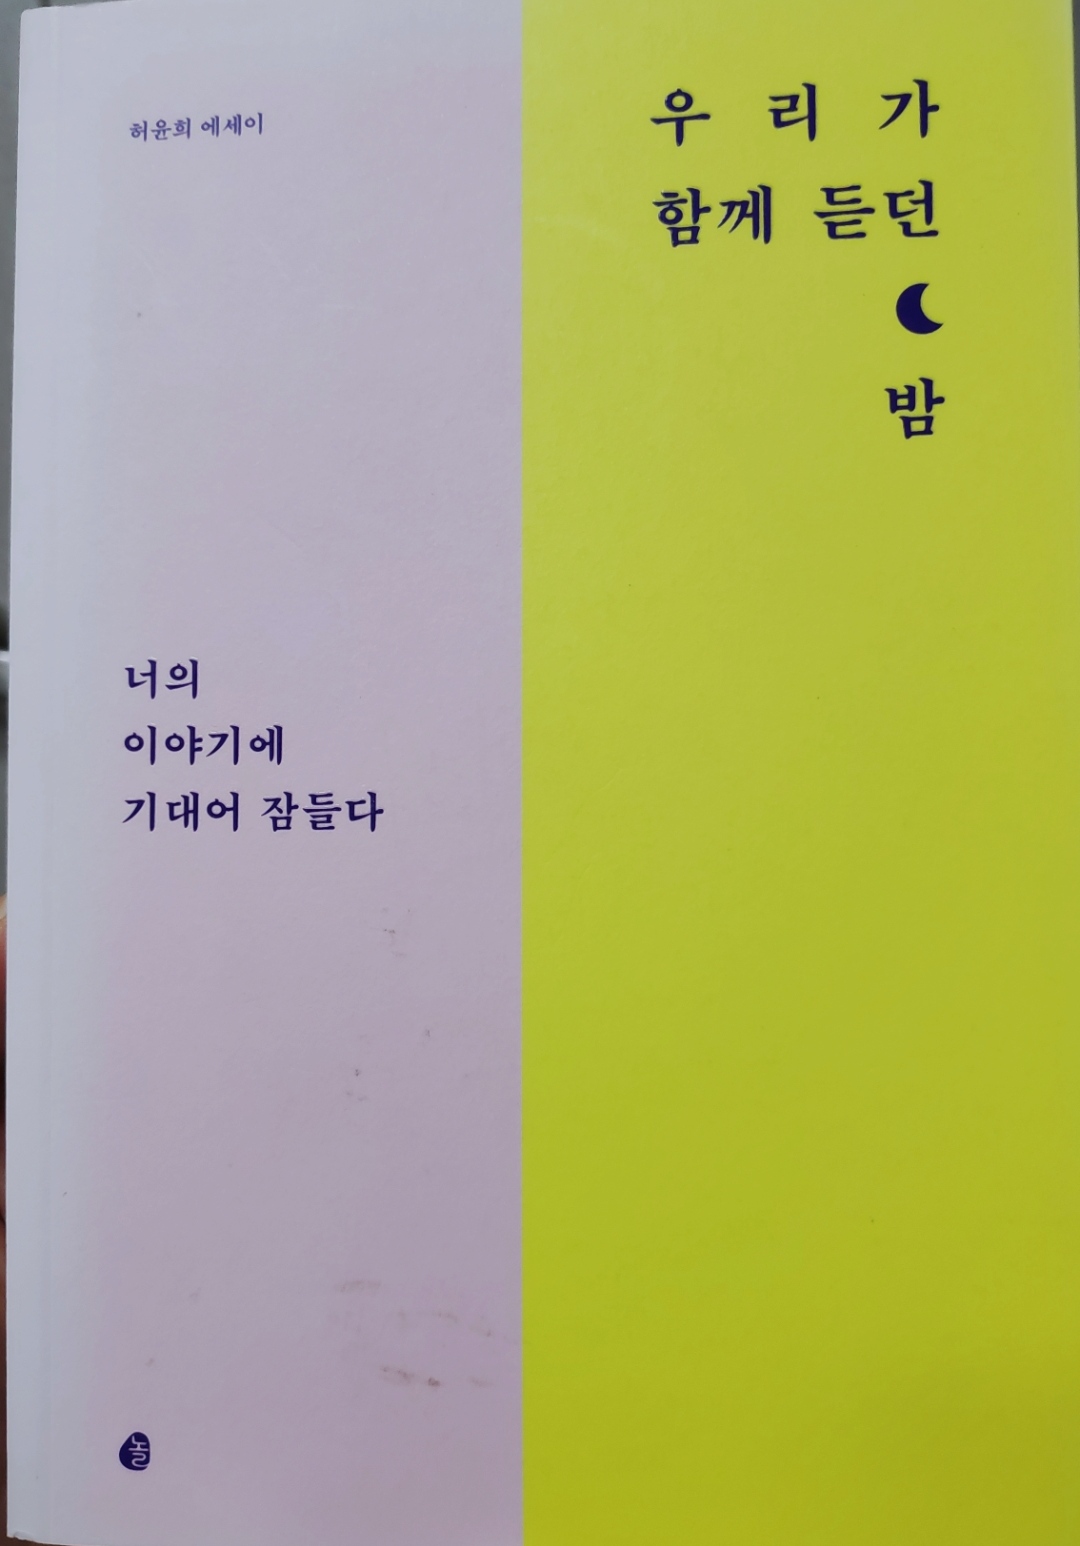 허윤희 에세이
우리가
함께 듣던
밤
너의
이야기에
기대어 잠들다
놀